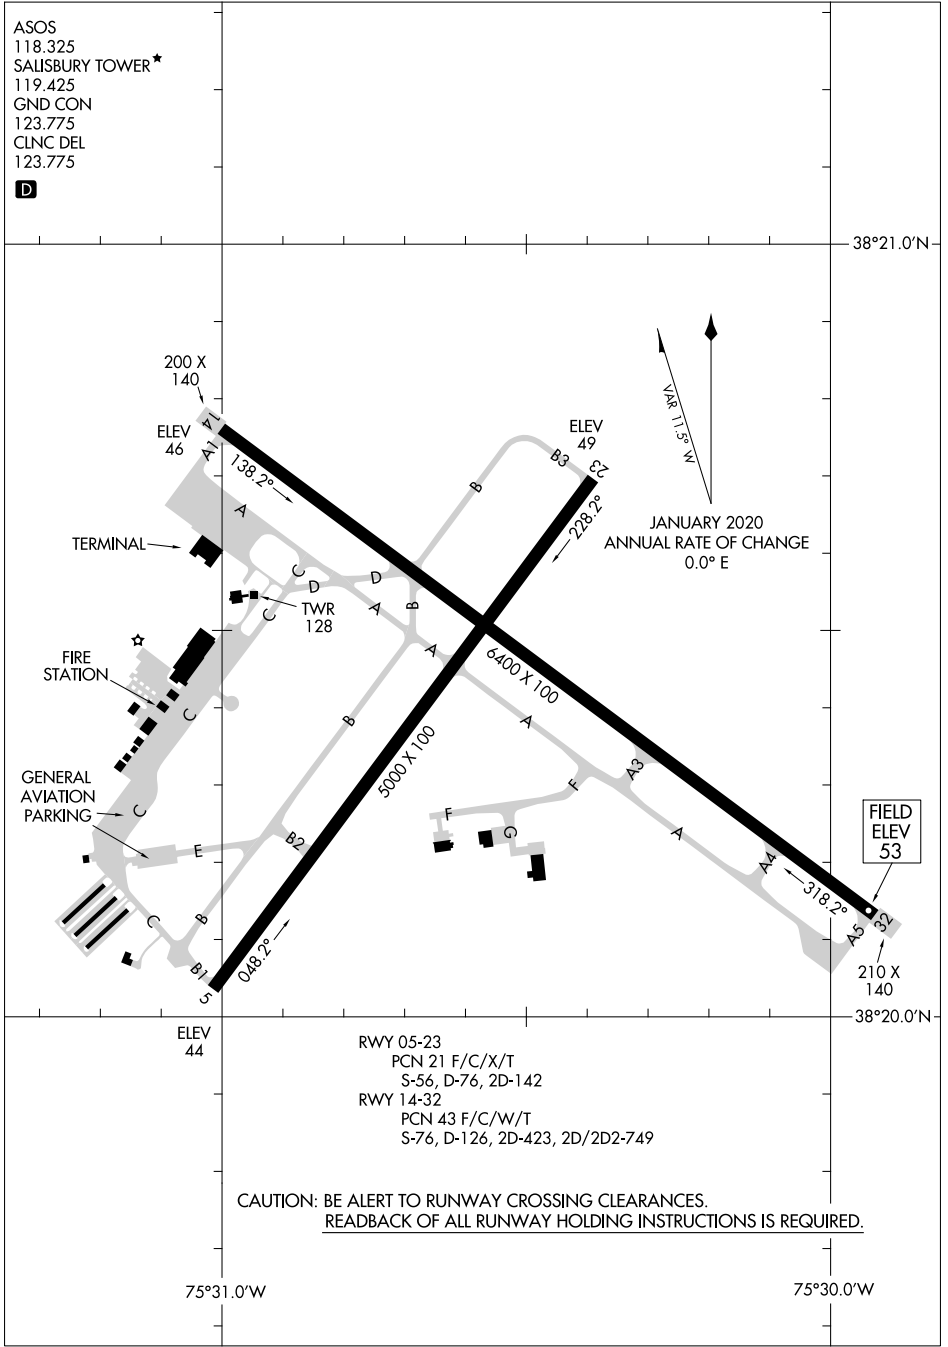 ASOS
118.325
SALISBURY TOWER★
119.425
GND CON
123.775
CLNC DEL
123.775
D
38°21.0'N
200 X
140
14
ELEV
46
A1
138.2°
ELEV
49
B3
23
228.2°
VAR 11.5° W
JANUARY 2020
ANNUAL RATE OF CHANGE
0.0° E
A
B
TERMINAL
C
D
D
A
B
C
TWR
128
A
FIRE
STATION
6400 X 100
C
B
A
5000 X 100
GENERAL
AVIATION
PARKING
C
F
A3
F
G
A
B2
E
A4
FIELD
ELEV
53
318.2°
C
B
A5
32
B1
048.2°
5
210 X
140
38°20.0'N
ELEV
44
RWY 05-23
PCN 21 F/C/X/T
S-56, D-76, 2D-142
RWY 14-32
PCN 43 F/C/W/T
S-76, D-126, 2D-423, 2D/2D2-749
CAUTION: BE ALERT TO RUNWAY CROSSING CLEARANCES.
READBACK OF ALL RUNWAY HOLDING INSTRUCTIONS IS REQUIRED.
75°31.0'W
75°30.0'W